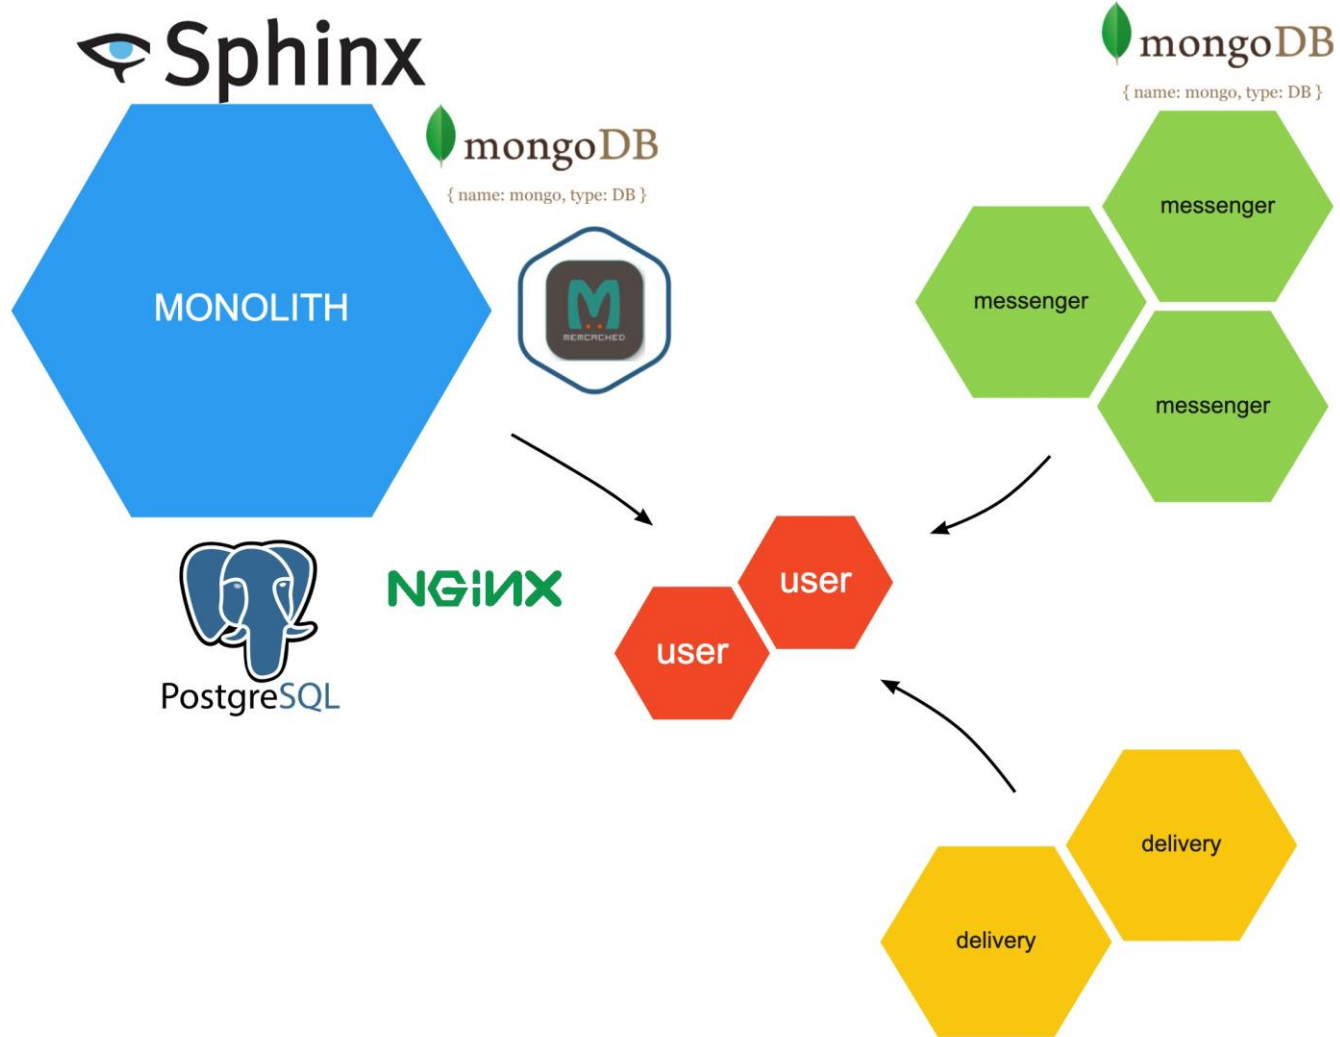 Sphinx
mongoDB
{ name: mongo, type: DB }
mongoDB
{ name: mongo, type: DB }
MONOLITH
MEMCACHED
messenger
messenger
messenger
PostgreSQL
NGiNX
user
user
delivery
delivery